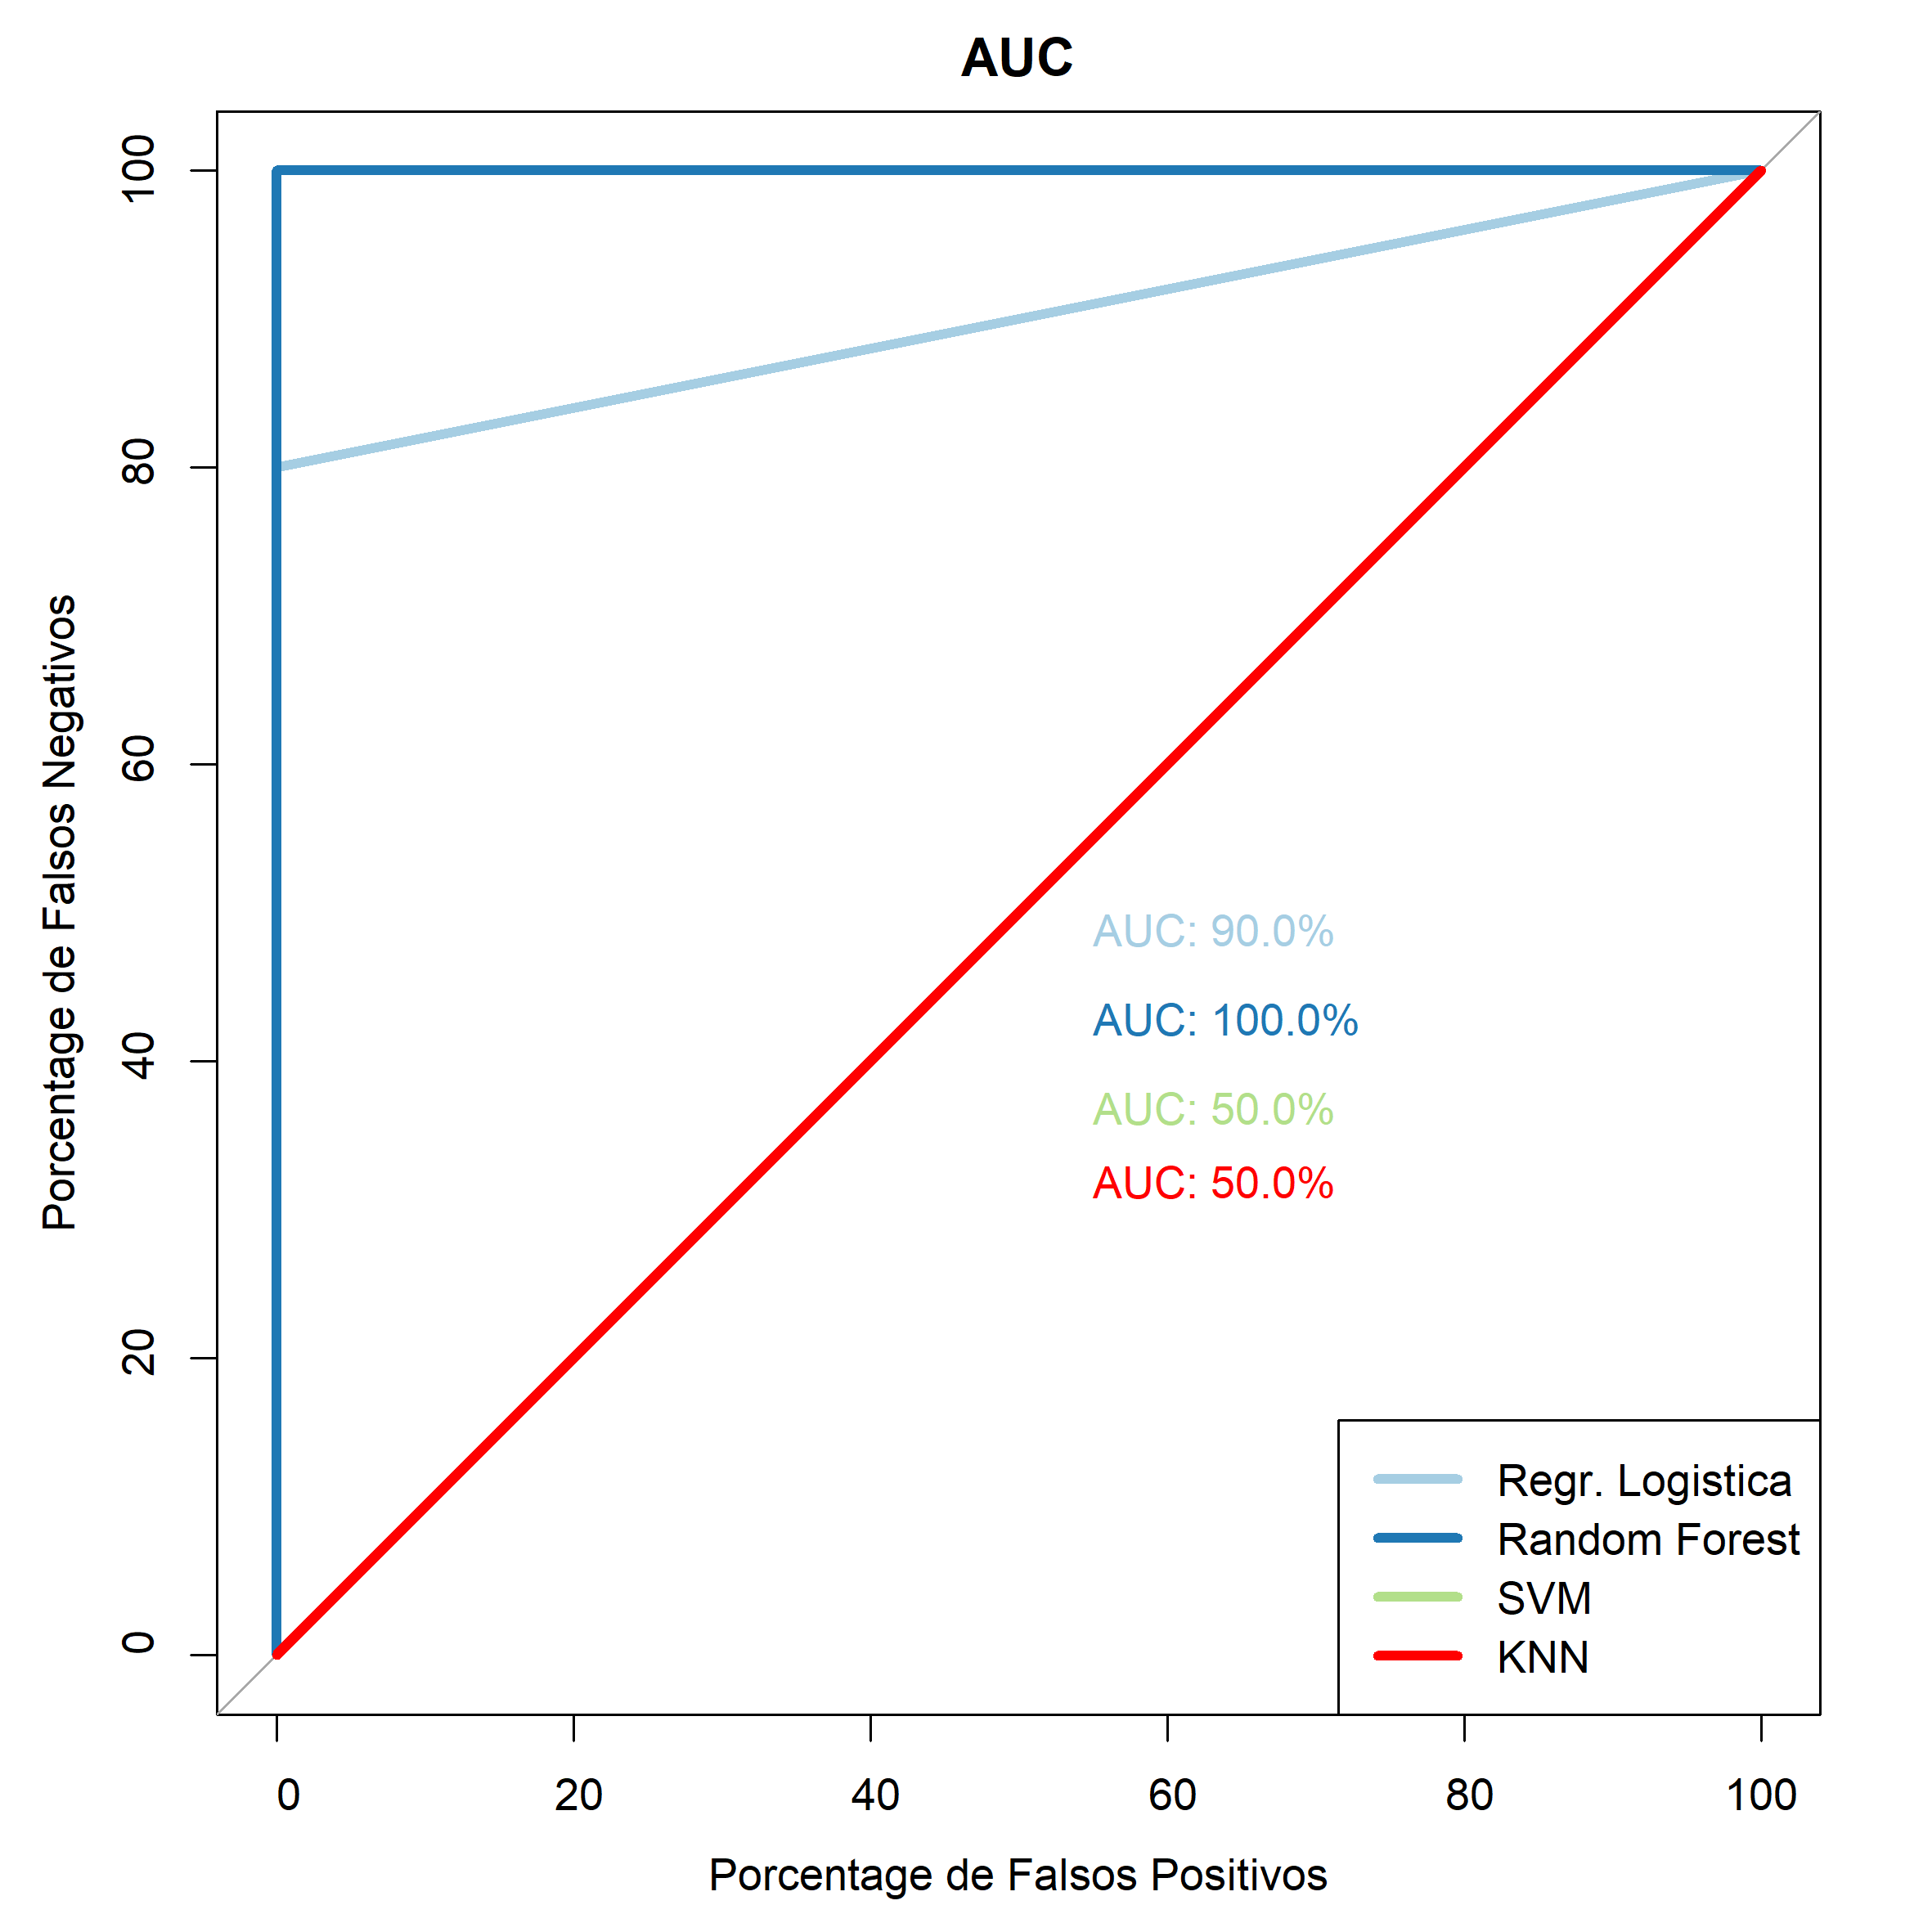 AUC
100
80
60
40
20
0
Porcentage de Falsos Negativos
AUC: 90.0%
AUC: 100.0%
AUC: 50.0%
AUC: 50.0%
Regr. Logistica
Random Forest
SVM
KNN
0 20 40 60 80 100
Porcentage de Falsos Positivos